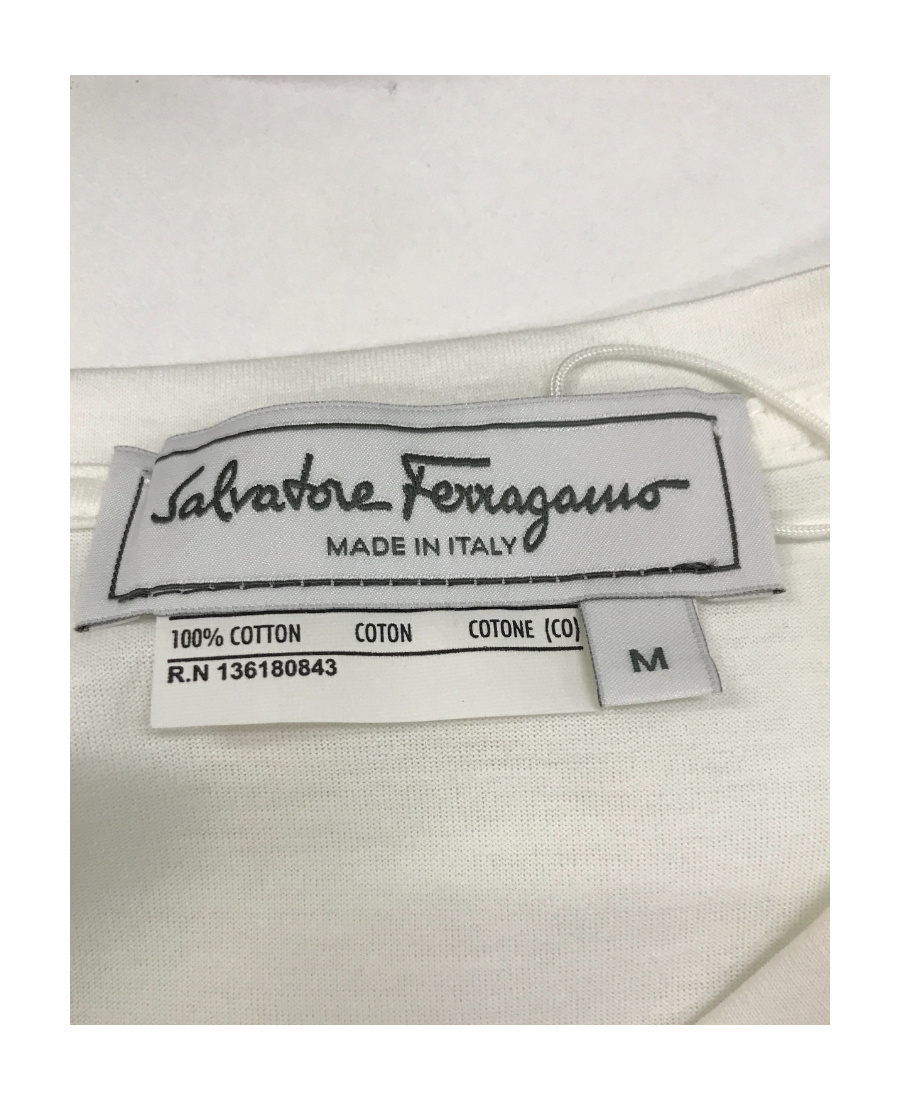 Salvatore Ferragamo
MADE IN ITALY
100% COTTON COTON COTONE (CO)
R.N 136180843
M